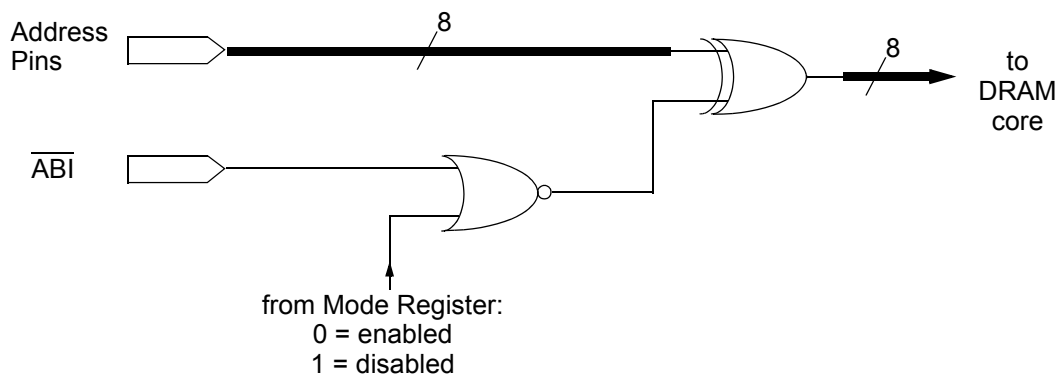 Address
Pins
8
8
to
DRAM
core
ABI
from Mode Register:
0 = enabled
1 = disabled